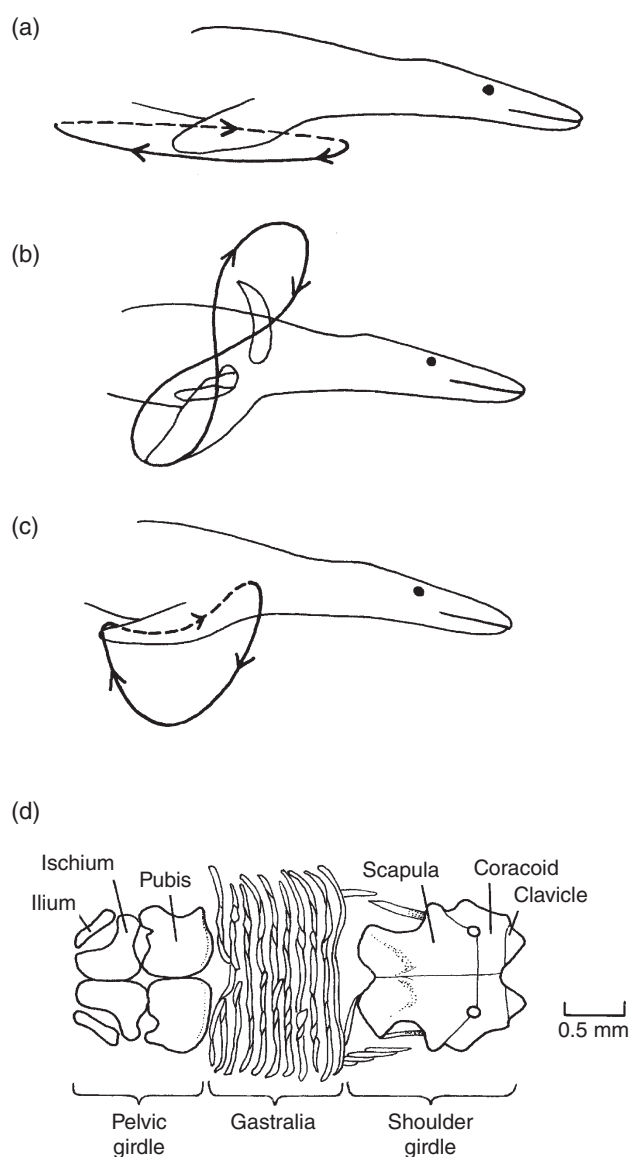 (a)
(b)
(c)
(d)
Ischium
Ilium
Pubis
Scapula
Coracoid
Clavicle
0.5 mm
Pelvic
girdle
Gastralia
Shoulder
girdle